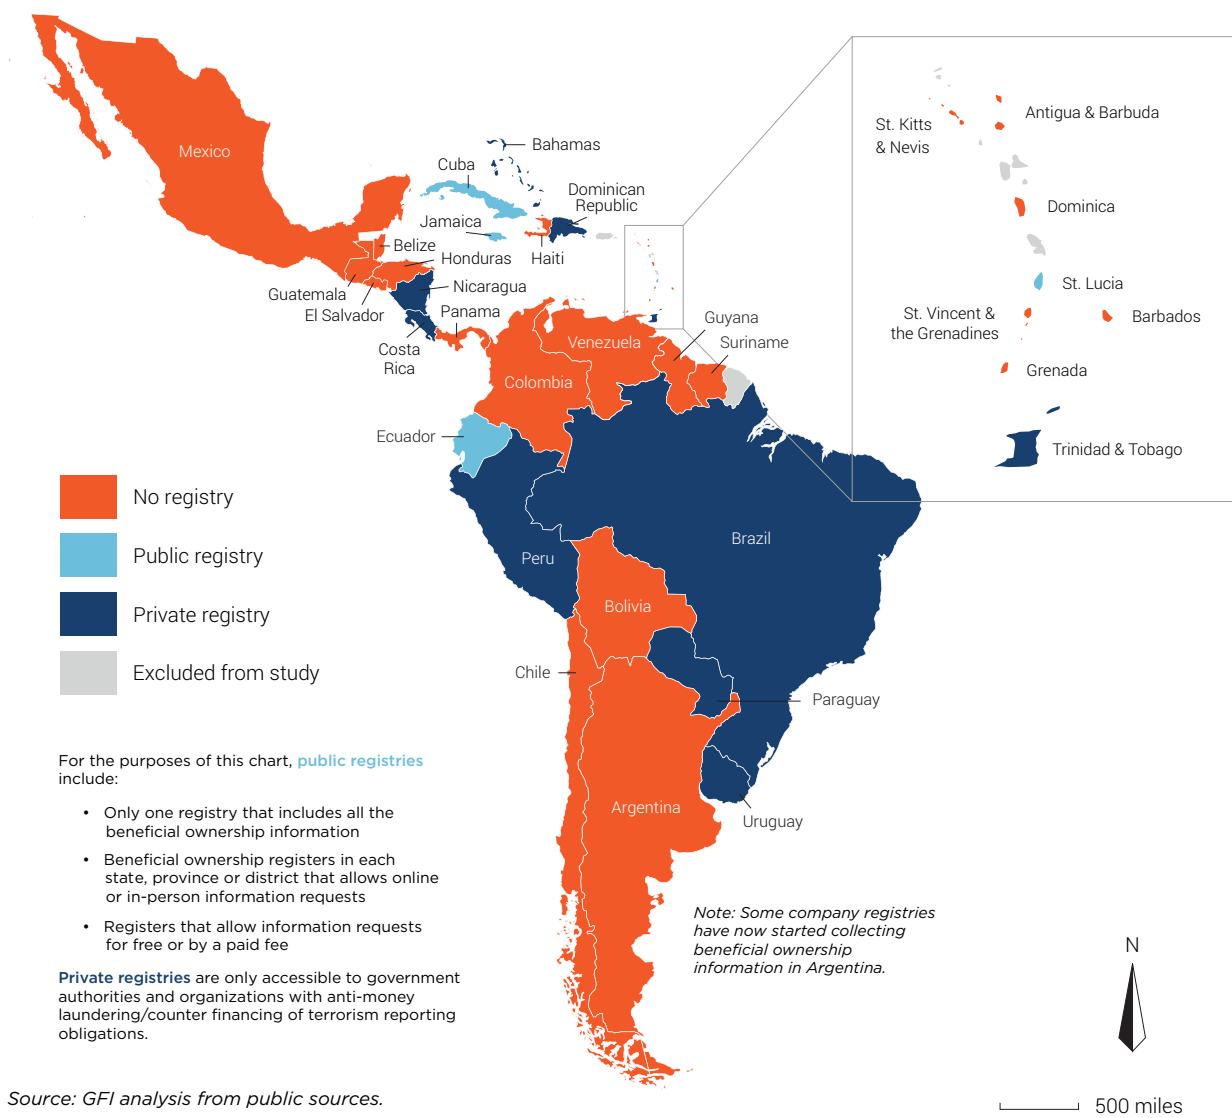 Mexico
Cuba
Bahamas
Dominican
Republic
Jamaica
Haiti
Belize
Honduras
Guatemala
El Salvador
Nicaragua
Panama
Costa
Rica
Venezuela
Colombia
Guyana
Suriname
Ecuador
Peru
Brazil
Bolivia
Chile
Paraguay
Argentina
Uruguay
St. Kitts
& Nevis
Antigua & Barbuda
Dominica
St. Lucia
St. Vincent &
the Grenadines
Barbados
Grenada
Trinidad & Tobago
No registry
Public registry
Private registry
Excluded from study
For the purposes of this chart, public registries
include:
• Only one registry that includes all the
beneficial ownership information
• Beneficial ownership registers in each
state, province or district that allows online
or in-person information requests
• Registers that allow information requests
for free or by a paid fee
Private registries are only accessible to government
authorities and organizations with anti-money
laundering/counter financing of terrorism reporting
obligations.
Note: Some company registries
have now started collecting
beneficial ownership
information in Argentina.
N
500 miles
Source: GFI analysis from public sources.